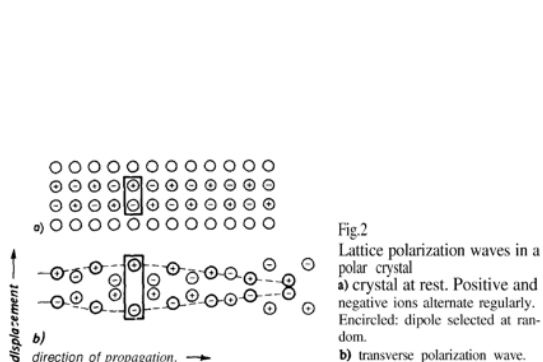 a)
displacement
b)
direction of propagation.
Fig.2
Lattice polarization waves in a
polar crystal
a) crystal at rest. Positive and
negative ions alternate regularly.
Encircled: dipole selected at ran-
dom.
b) transverse polarization wave.